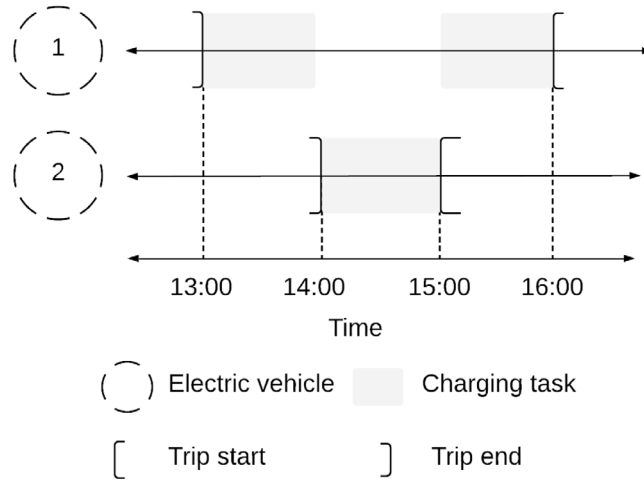 1
2
13:00 14:00 15:00 16:00
Time
Electric vehicle Charging task
Trip start Trip end